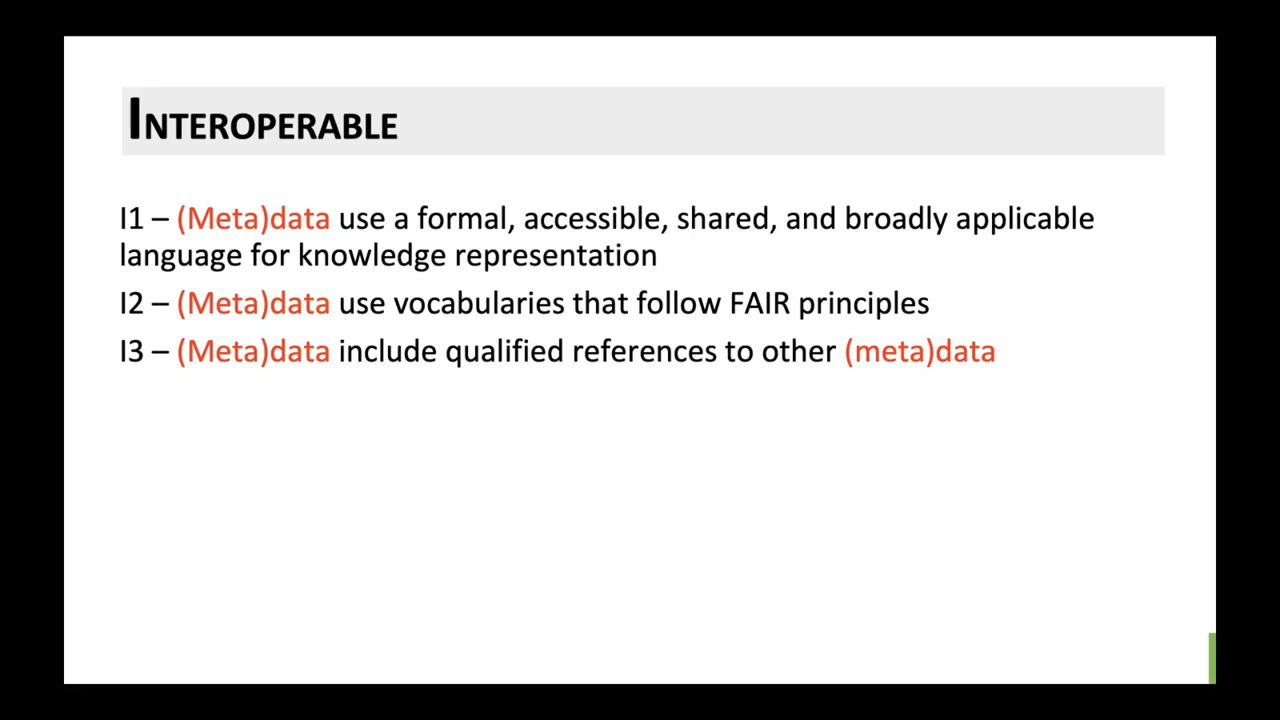 INTEROPERABLE
I1 – (Meta)data use a formal, accessible, shared, and broadly applicable
language for knowledge representation
I2 – (Meta)data use vocabularies that follow FAIR principles
I3 – (Meta)data include qualified references to other (meta)data